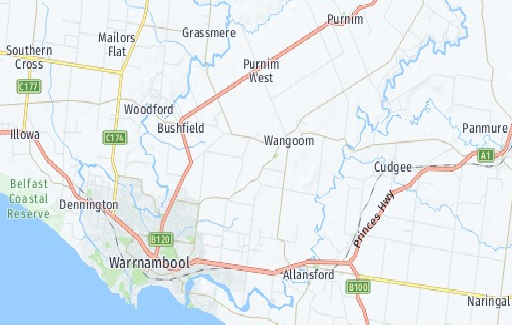 Purnim
Grassmere
Mailors
Flat
Southern
Cross
Purnim
West
C177
Woodford
Bushfield
Panmure
Illowa
C174
Wangoom
A1
Cudgee
Belfast
Coastal
Reserve
Dennington
Princes Hwy
B120
Warrnambool
Allansford
B100
Naringal